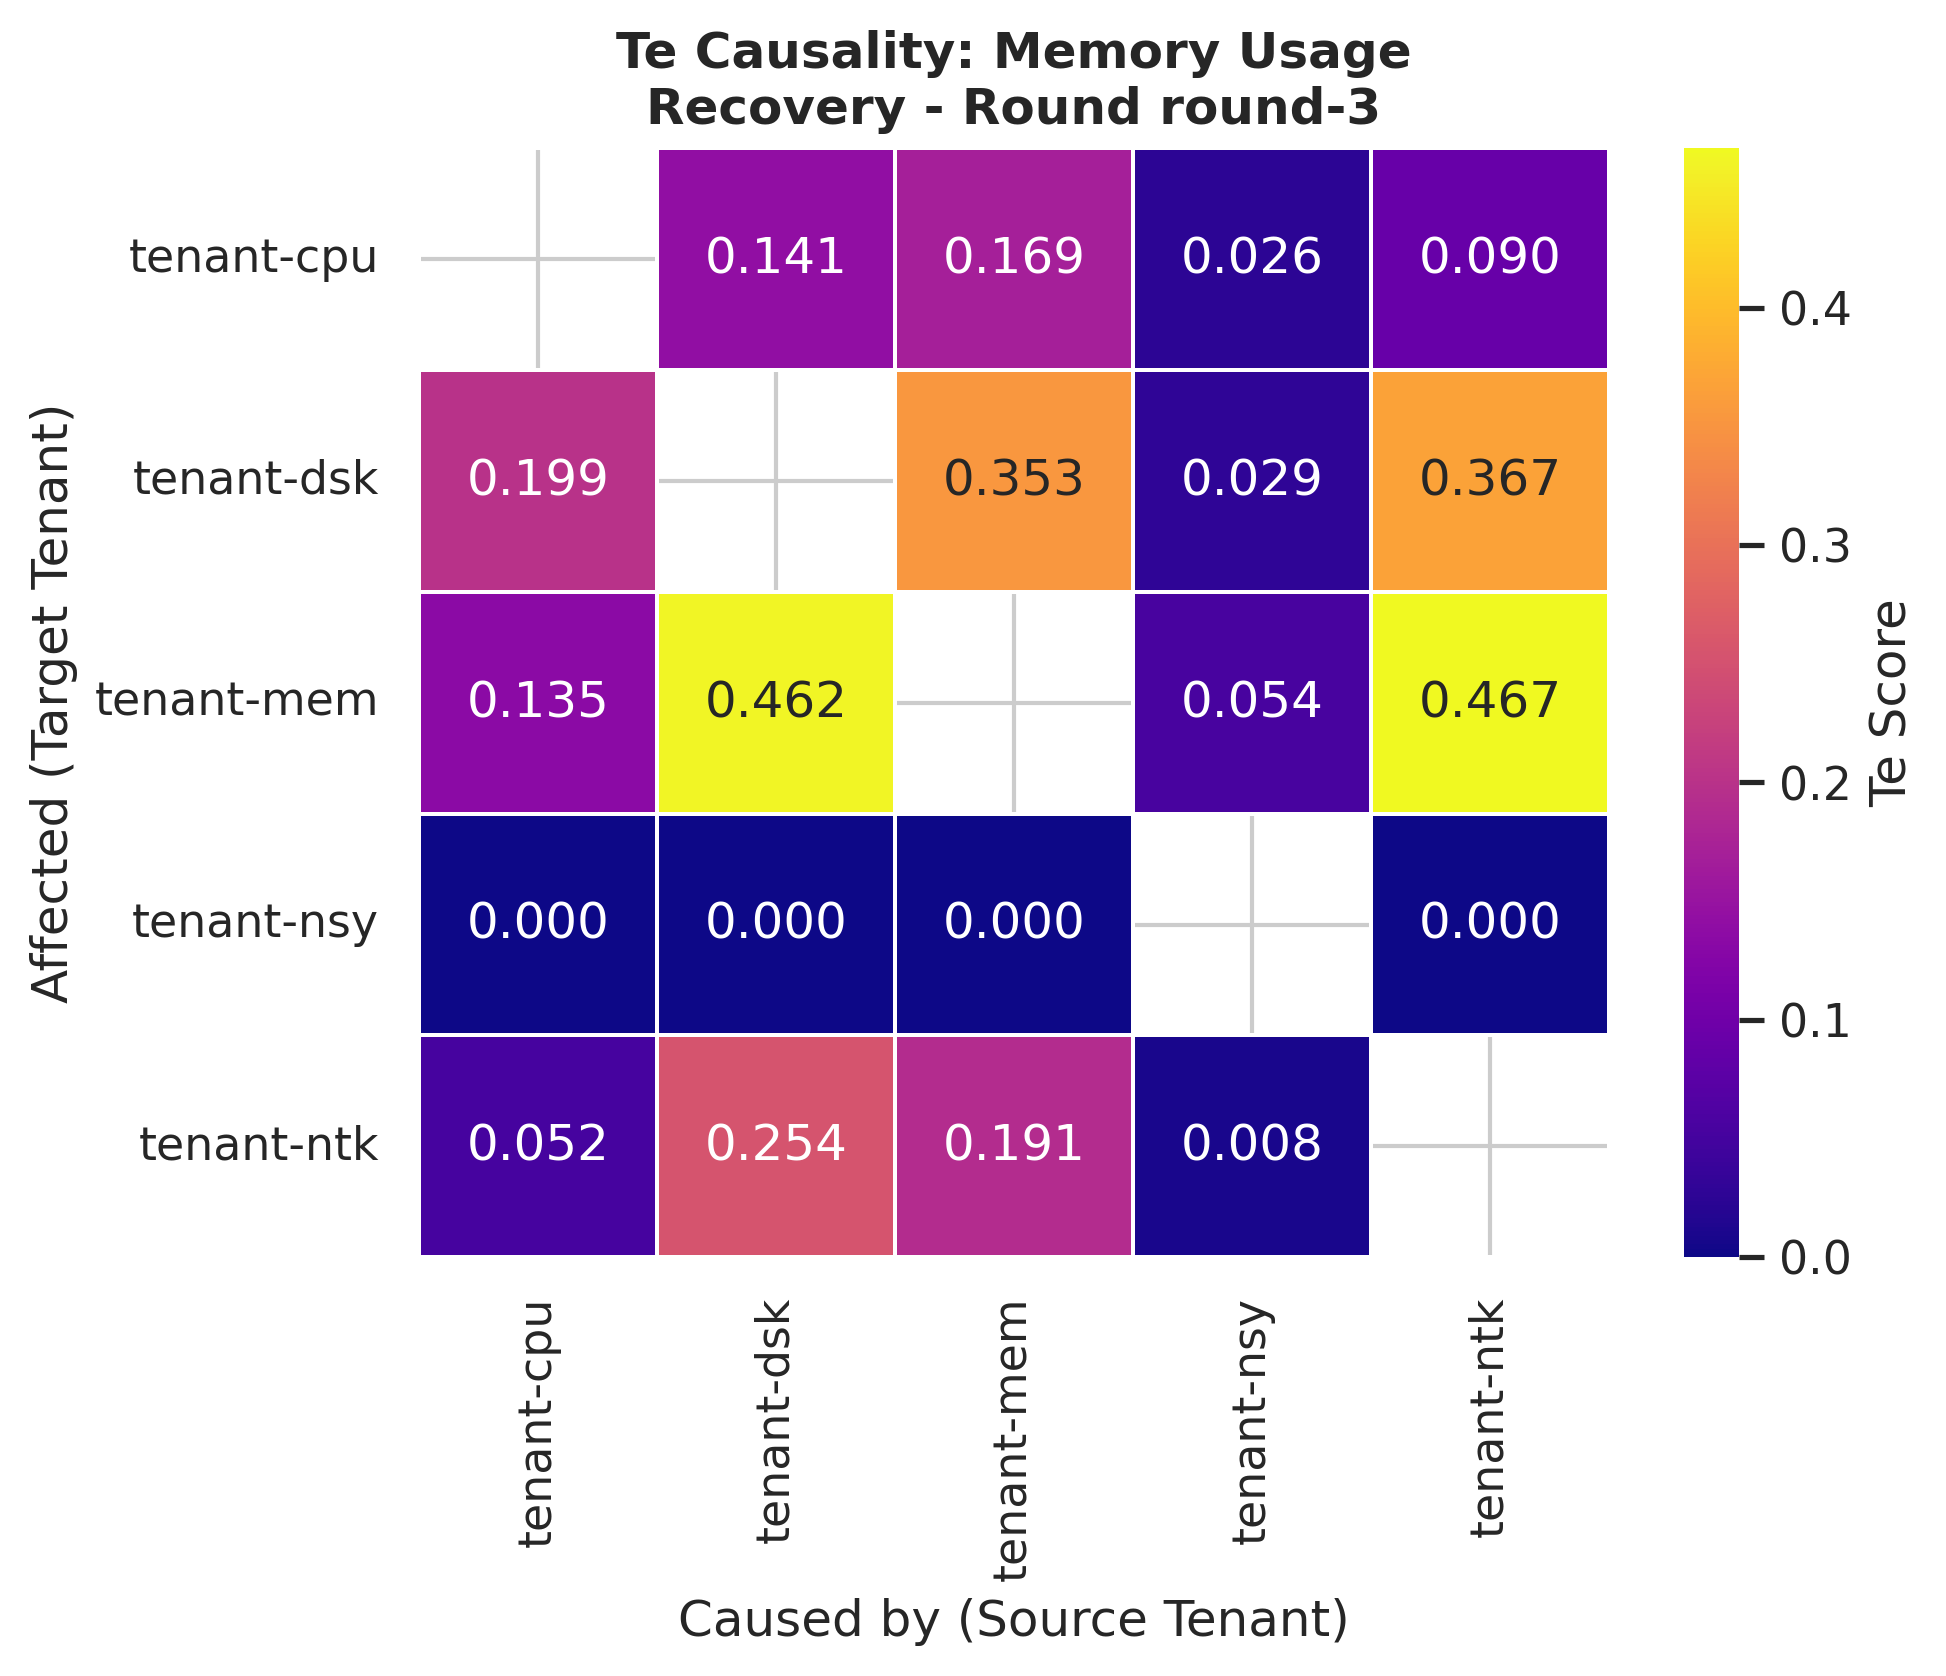 Te Causality: Memory Usage
Recovery - Round round-3
tenant-cpu
0.141 0.169 0.026 0.090
tenant-dsk
0.199 0.353 0.029 0.367
tenant-mem
0.135 0.462 0.054 0.467
tenant-nsy
0.000 0.000 0.000 0.000
tenant-ntk
0.052 0.254 0.191 0.008
Affected (Target Tenant)
tenant-cpu
tenant-dsk
tenant-mem
tenant-nsy
tenant-ntk
Caused by (Source Tenant)
0.4
0.3
0.2
0.1
0.0
Te Score